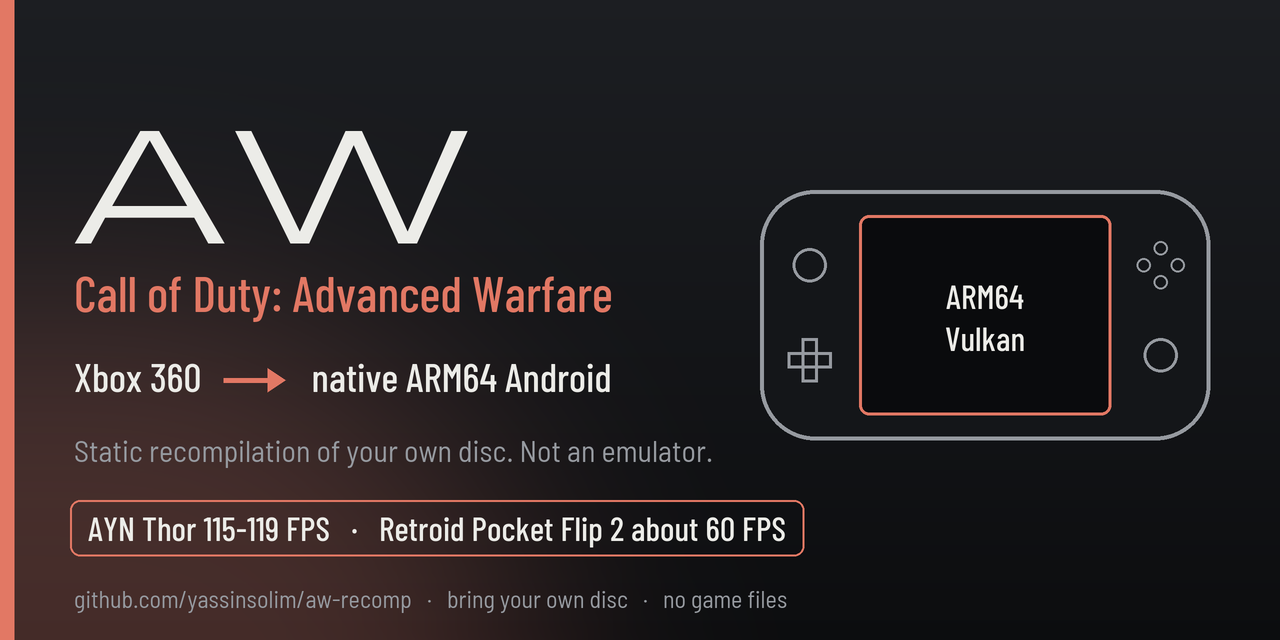 AW
Call of Duty: Advanced Warfare
Xbox 360 → native ARM64 Android
Static recompilation of your own disc. Not an emulator.
AYN Thor 115-119 FPS · Retroid Pocket Flip 2 about 60 FPS
github.com/yassinsolim/aw-recomp · bring your own disc · no game files
ARM64
Vulkan